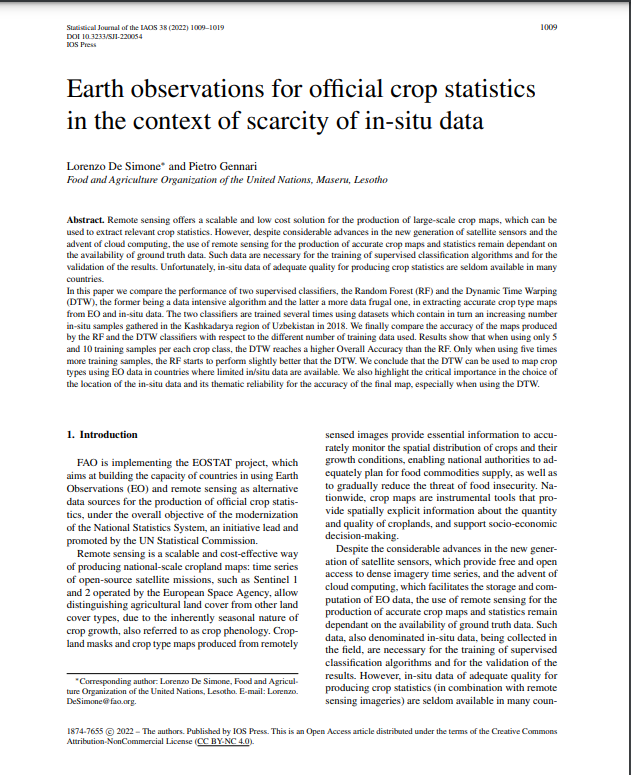 Statistical Journal of the IAOS 38 (2022) 1009–1019
DOI 10.3233/SJI-220054
IOS Press
1009
Earth observations for official crop statistics
in the context of scarcity of in-situ data
Lorenzo De Simone* and Pietro Gennari
Food and Agriculture Organization of the United Nations, Maseru, Lesotho
Abstract. Remote sensing offers a scalable and low cost solution for the production of large-scale crop maps, which can be
used to extract relevant crop statistics. However, despite considerable advances in the new generation of satellite sensors and the
advent of cloud computing, the use of remote sensing for the production of accurate crop maps and statistics remain dependant on
the availability of ground truth data. Such data are necessary for the training of supervised classification algorithms and for the
validation of the results. Unfortunately, in-situ data of adequate quality for producing crop statistics are seldom available in many
countries.
In this paper we compare the performance of two supervised classifiers, the Random Forest (RF) and the Dynamic Time Warping
(DTW), the former being a data intensive algorithm and the latter a more data frugal one, in extracting accurate crop type maps
from EO and in-situ data. The two classifiers are trained several times using datasets which contain in turn an increasing number
in-situ samples gathered in the Kashkadarya region of Uzbekistan in 2018. We finally compare the accuracy of the maps produced
by the RF and the DTW classifiers with respect to the different number of training data used. Results show that when using only 5
and 10 training samples per each crop class, the DTW reaches a higher Overall Accuracy than the RF. Only when using five times
more training samples, the RF starts to perform slightly better that the DTW. We conclude that the DTW can be used to map crop
types using EO data in countries where limited in/situ data are available. We also highlight the critical importance in the choice of
the location of the in-situ data and its thematic reliability for the accuracy of the final map, especially when using the DTW.
1. Introduction
FAO is implementing the EOSTAT project, which
aims at building the capacity of countries in using Earth
Observations (EO) and remote sensing as alternative
data sources for the production of official crop statis-
tics, under the overall objective of the modernization
of the National Statistics System, an initiative lead and
promoted by the UN Statistical Commission.
Remote sensing is a scalable and cost-effective way
of producing national-scale cropland maps: time series
of open-source satellite missions, such as Sentinel 1
and 2 operated by the European Space Agency, allow
distinguishing agricultural land cover from other land
cover types, due to the inherently seasonal nature of
crop growth, also referred to as crop phenology. Crop-
land masks and crop type maps produced from remotely
*Corresponding author: Lorenzo De Simone, Food and Agricul-
ture Organization of the United Nations, Lesotho. E-mail: Lorenzo.
DeSimone@fao.org.
sensed images provide essential information to accu-
rately monitor the spatial distribution of crops and their
growth conditions, enabling national authorities to ad-
equately plan for food commodities supply, as well as
to gradually reduce the threat of food insecurity. Na-
tionwide, crop maps are instrumental tools that pro-
vide spatially explicit information about the quantity
and quality of croplands, and support socio-economic
decision-making.
Despite the considerable advances in the new gener-
ation of satellite sensors, which provide free and open
access to dense imagery time series, and the advent of
cloud computing, which facilitates the storage and com-
putation of EO data, the use of remote sensing for the
production of accurate crop maps and statistics remain
dependant on the availability of ground truth data. Such
data, also denominated in-situ data, being collected in
the field, are necessary for the training of supervised
classification algorithms and for the validation of the
results. However, in-situ data of adequate quality for
producing crop statistics (in combination with remote
sensing imageries) are seldom available in many coun-
1874-7655 © 2022 – The authors. Published by IOS Press. This is an Open Access article distributed under the terms of the Creative Commons
Attribution-NonCommercial License (CC BY-NC 4.0).